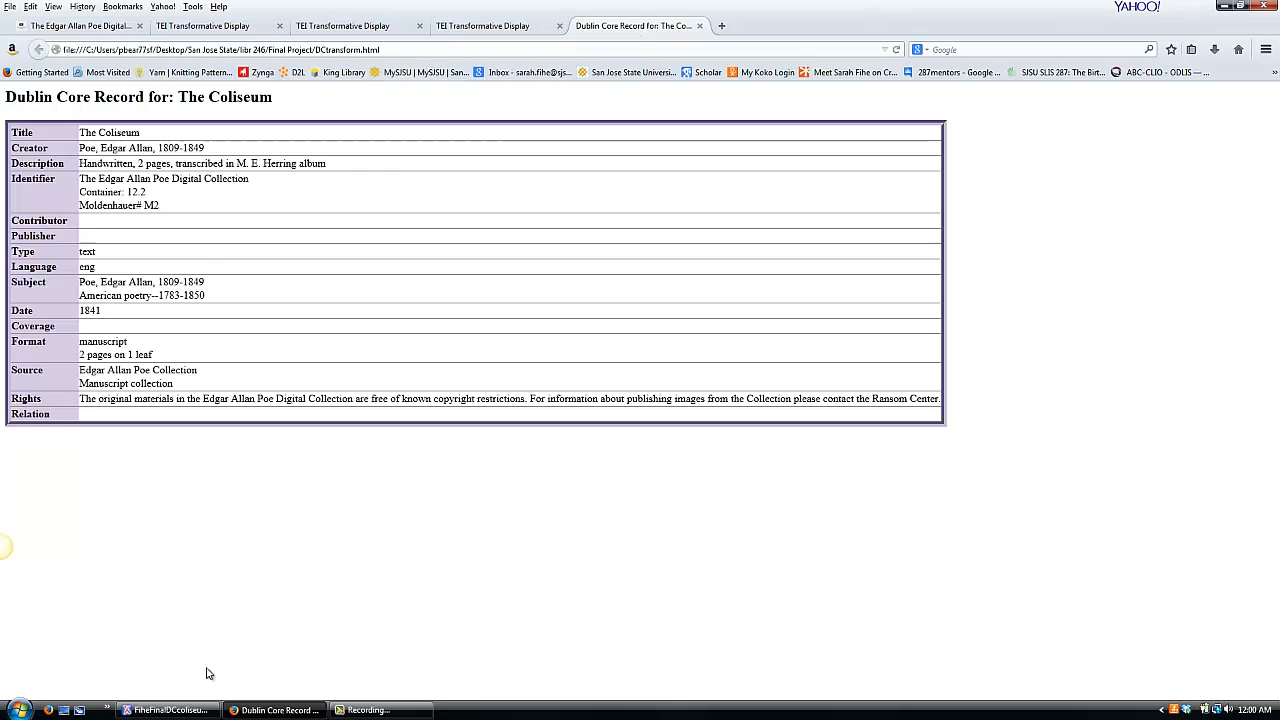 File Edit View History Bookmarks Yahoo! Tools Help
YAHOO!
The Edgar Allan Poe Digital...
TEI Transformative Display
TEI Transformative Display
TEI Transformative Display
Dublin Core Record for: The Co...
file:///C:/Users/pbear77sf/Desktop/San Jose State/libr 246/Final Project/DCtransform.html
Google
Getting Started Most Visited Yarn | Knitting Pattern... Zynga D2L King Library MySJSU | MySJSU | San... Inbox - sarah.fihe@sjs... San Jose State Universi... Scholar My Koko Login Meet Sarah Fihe on Cr... 287mentors - Google ... SJSU SLIS 287: The Birt... ABC-CLIO - ODLIS — ...
Dublin Core Record for: The Coliseum
Title The Coliseum
Creator Poe, Edgar Allan, 1809-1849
Description Handwritten, 2 pages, transcribed in M. E. Herring album
Identifier The Edgar Allan Poe Digital Collection
Container: 12.2
Moldenhauer# M2
Contributor
Publisher
Type text
Language eng
Subject Poe, Edgar Allan, 1809-1849
American poetry--1783-1850
Date 1841
Coverage
Format manuscript
2 pages on 1 leaf
Source Edgar Allan Poe Collection
Manuscript collection
Rights The original materials in the Edgar Allan Poe Digital Collection are free of known copyright restrictions. For information about publishing images from the Collection please contact the Ransom Center.
Relation
FiheFinalDCcoliseu... Dublin Core Record ... Recording... 12:00 AM